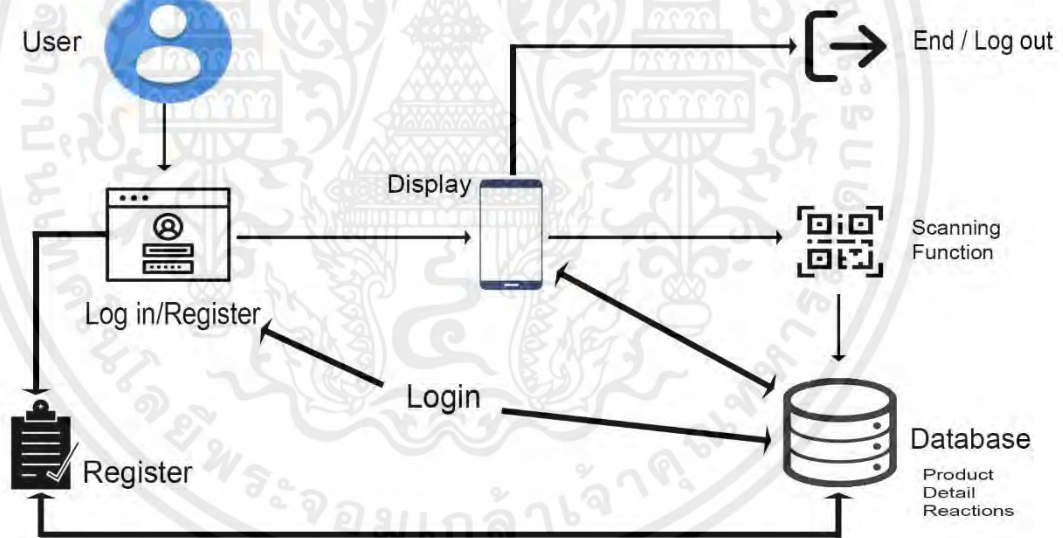 User
End / Log out
Display
Scanning
Function
Log in/Register
Login
Register
Database
Product
Detail
Reactions